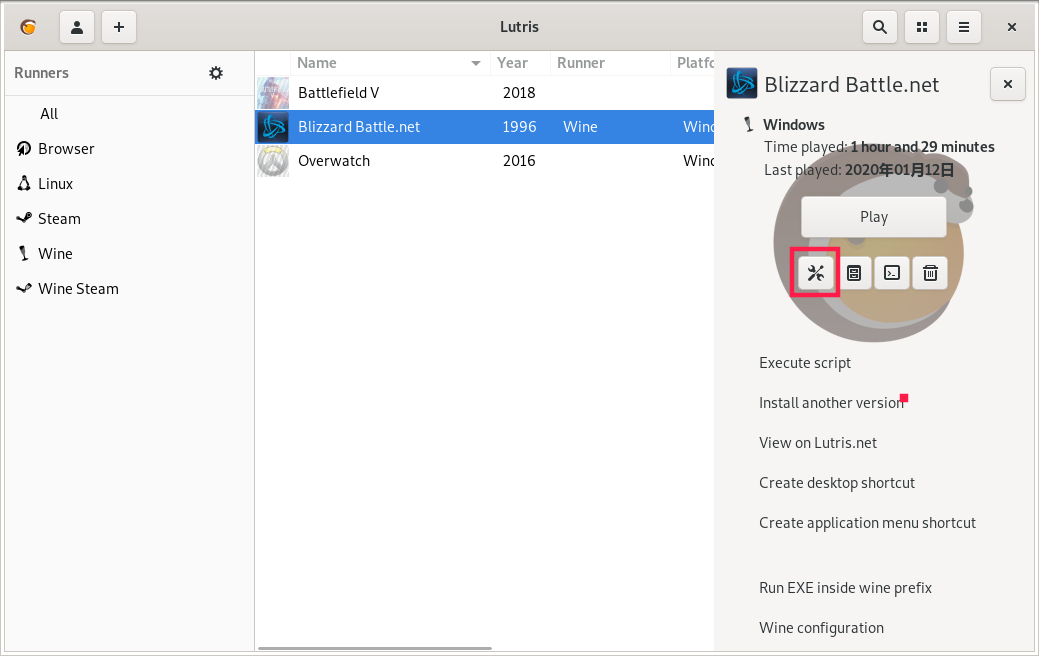 Lutris
Runners
All
Browser
Linux
Steam
Wine
Wine Steam
Name Year Runner Platfo
Battlefield V 2018
Blizzard Battle.net 1996 Wine Wind
Overwatch 2016 Wind
Blizzard Battle.net
Windows
Time played: 1 hour and 29 minutes
Last played: 2020年01月12日
Play
Execute script
Install another version
View on Lutris.net
Create desktop shortcut
Create application menu shortcut
Run EXE inside wine prefix
Wine configuration